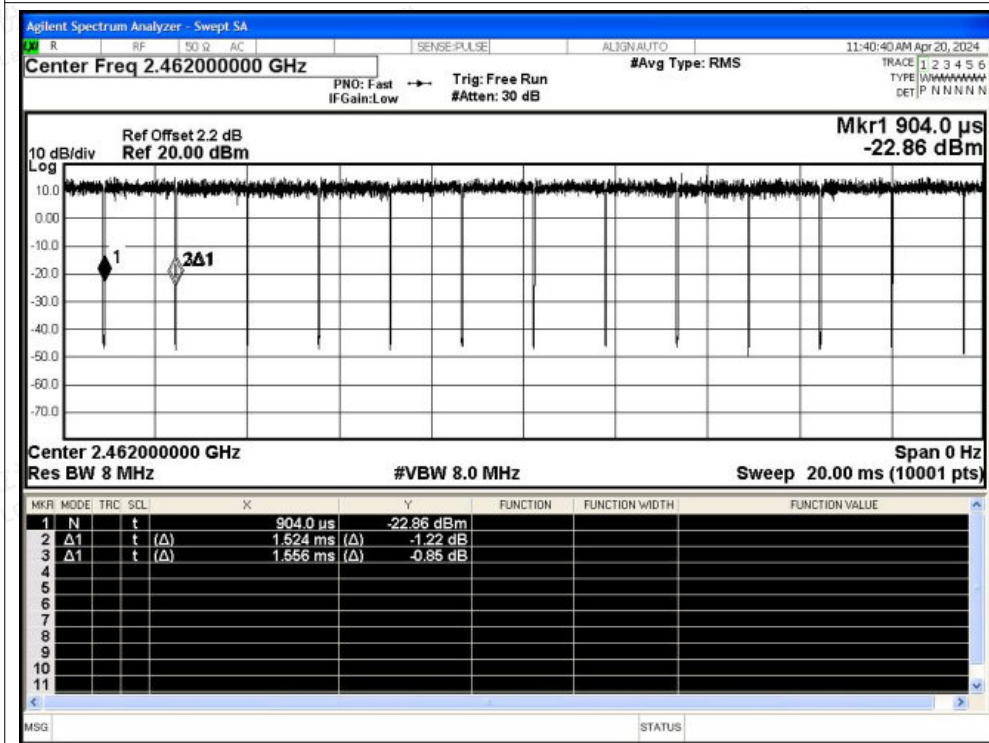 Agilent Spectrum Analyzer - Swept SA
LXI R RF 50 Ω AC SENSE:PULSE ALIGN AUTO 11:40:40 AM Apr 20, 2024
Center Freq 2.462000000 GHz #Avg Type: RMS TRACE 1 2 3 4 5 6
PNO: Fast Trig: Free Run TYPE WWWWWW
IFGain:Low #Atten: 30 dB DET P N N N N N
Mkr1 904.0 µs
Ref Offset 2.2 dB
10 dB/div Ref 20.00 dBm -22.86 dBm
Log
10.0
0.00
-10.0
1
-20.0
-30.0
-40.0
-50.0
-60.0
-70.0
Center 2.462000000 GHz Span 0 Hz
Res BW 8 MHz #VBW 8.0 MHz Sweep 20.00 ms (10001 pts)
MKR MODE TRC SCL X Y FUNCTION FUNCTION WIDTH FUNCTION VALUE
1 N t 904.0 µs -22.86 dBm
2 Δ1 t (Δ) 1.524 ms (Δ) -1.22 dB
3 Δ1 t (Δ) 1.556 ms (Δ) -0.85 dB
4
5
6
7
8
9
10
11
MSG STATUS